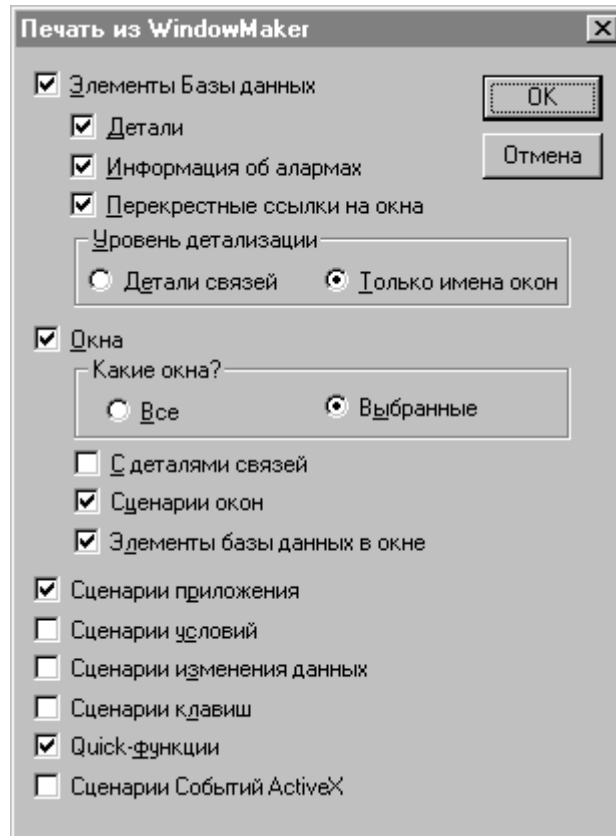 Печать из WindowMaker
Элементы Базы данных
OK
Детали
Отмена
Информация об алармах
Перекрестные ссылки на окна
Уровень детализации
Детали связей
Только имена окон
Окна
Какие окна?
Все
Выбранные
С деталями связей
Сценарии окон
Элементы базы данных в окне
Сценарии приложения
Сценарии условий
Сценарии изменения данных
Сценарии клавиш
Quick-функции
Сценарии Событий ActiveX